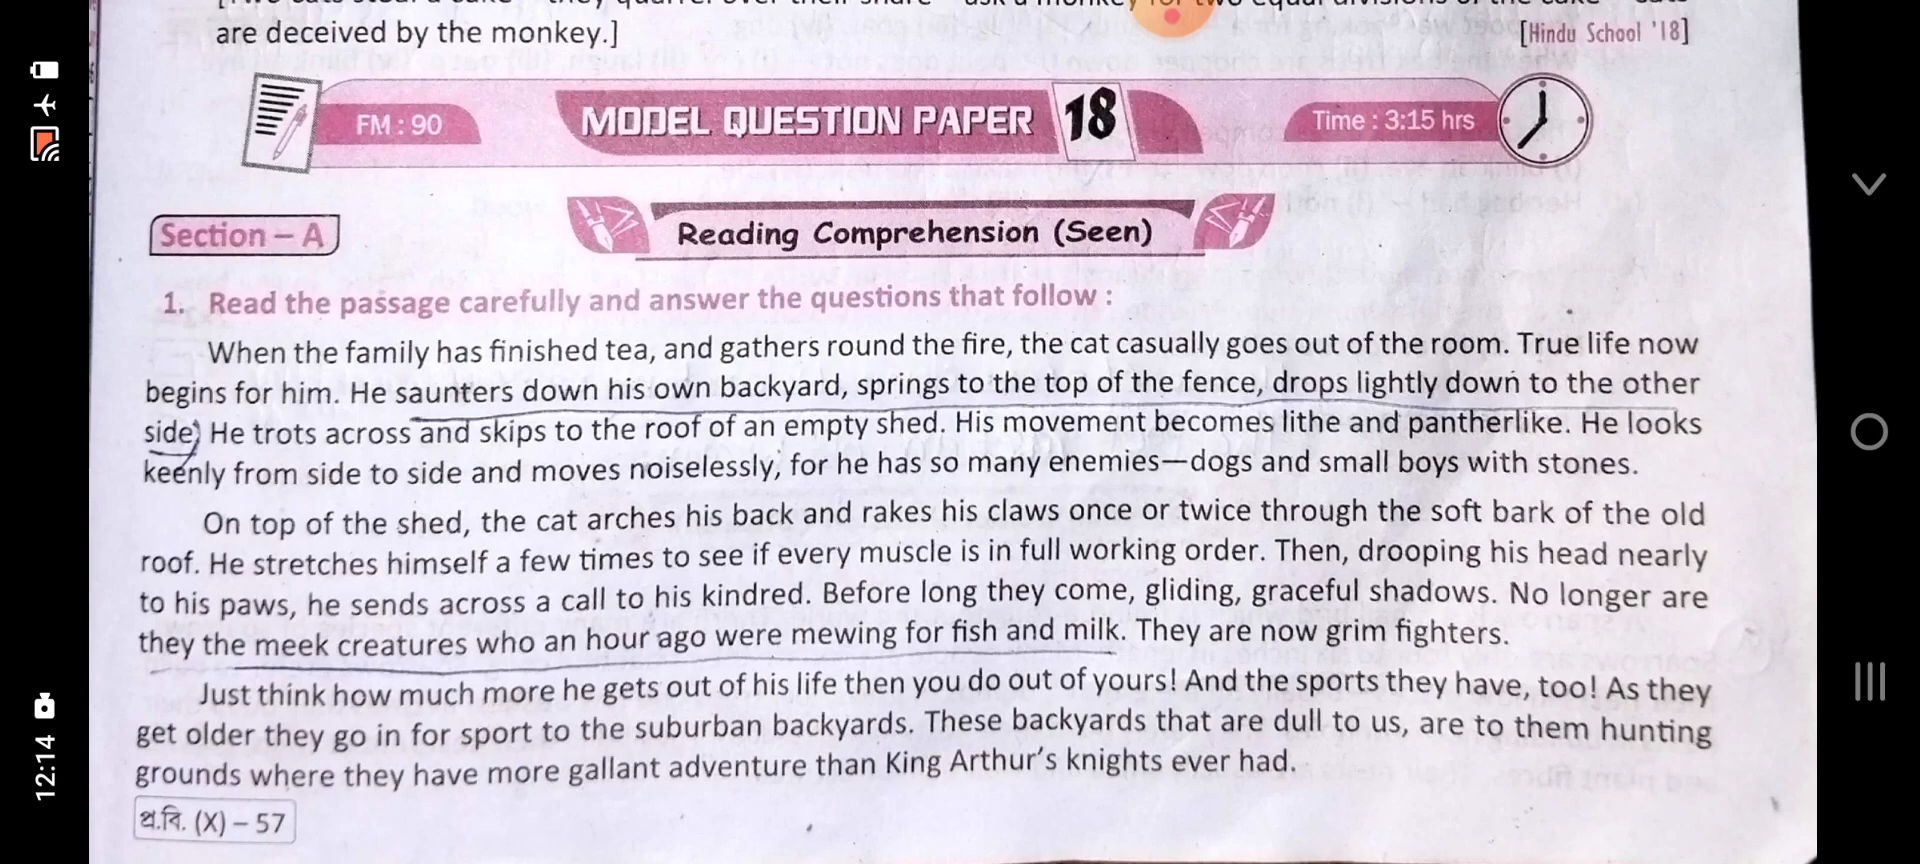 are deceived by the monkey.]
[Hindu School '18]
FM : 90
MODEL QUESTION PAPER 18
Time : 3:15 hrs
Section – A
Reading Comprehension (Seen)
1. Read the passage carefully and answer the questions that follow :
When the family has finished tea, and gathers round the fire, the cat casually goes out of the room. True life now
begins for him. He saunters down his own backyard, springs to the top of the fence, drops lightly down to the other
side. He trots across and skips to the roof of an empty shed. His movement becomes lithe and pantherlike. He looks
keenly from side to side and moves noiselessly, for he has so many enemies—dogs and small boys with stones.
On top of the shed, the cat arches his back and rakes his claws once or twice through the soft bark of the old
roof. He stretches himself a few times to see if every muscle is in full working order. Then, drooping his head nearly
to his paws, he sends across a call to his kindred. Before long they come, gliding, graceful shadows. No longer are
they the meek creatures who an hour ago were mewing for fish and milk. They are now grim fighters.
Just think how much more he gets out of his life then you do out of yours! And the sports they have, too! As they
get older they go in for sport to the suburban backyards. These backyards that are dull to us, are to them hunting
grounds where they have more gallant adventure than King Arthur's knights ever had.
প্র.বি. (X) – 57
12:14